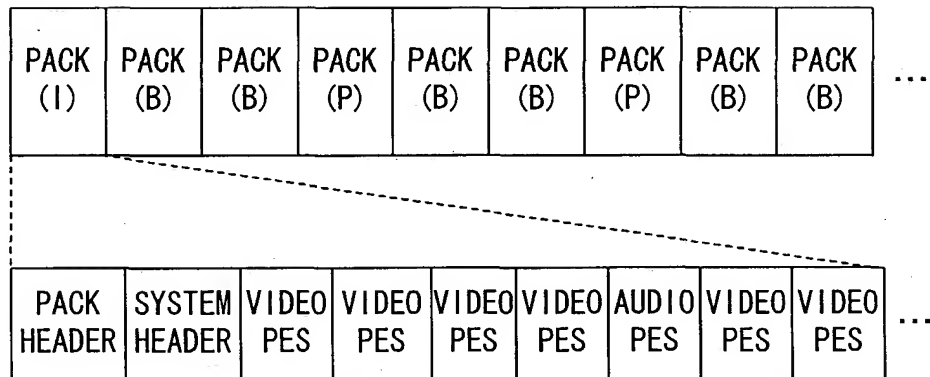 PACK PACK PACK PACK PACK PACK PACK PACK PACK
(I) (B) (B) (P) (B) (B) (P) (B) (B) ...
PACK SYSTEM VIDEO VIDEO VIDEO VIDEO AUDIO VIDEO VIDEO
HEADER HEADER PES PES PES PES PES PES PES ...